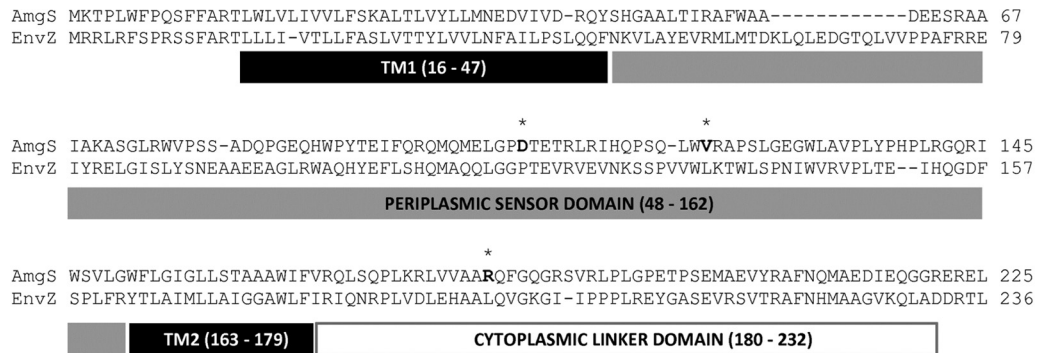 AmgS MKTPLWFPQSFFARTLWLVLIVVLFSKALTLVYLLMNEDVIVD-RQYSHGAALTIRAFWAA------------DEESRAA 67
EnvZ MRRLRFSPRSSFARTLLLI-VTLLFASLVTTYLVVLNFAILPSLQQFNKVLAYEVRMLMTDKLQLEDGTQLVVPPAFRRE 79
TM1 (16 - 47)
* *
AmgS IAKASGLRWVPSS-ADQPGEQHWPYTEIFQRQMQMELGPDTETRLRIHQPSQ-LWVRAPSLGEGWLAVPLYPHPLRGQRI 145
EnvZ IYRELGISLYSNEAAEEAGLRWAQHYEFLSHQMAQQLGGPTEVRVEVNKSSPVVWLKTWLSPNIWVRVPLTE--IHQGDF 157
PERIPLASMIC SENSOR DOMAIN (48 - 162)
*
AmgS WSVLGWFLGIGLLSTAAAWIFVRQLSQPLKRLVVAARQFGQGRSVRLPLGPETPSEMAEVYRAFNQMAEDIEQGGREREL 225
EnvZ SPLFRYTLAIMLLAIGGAWLFIRIQNRPLVDLEHAALQVGKGI-IPPPLREYGASEVRSVTRAFNHMAAGVKQLADDRTL 236
TM2 (163 - 179) CYTOPLASMIC LINKER DOMAIN (180 - 232)